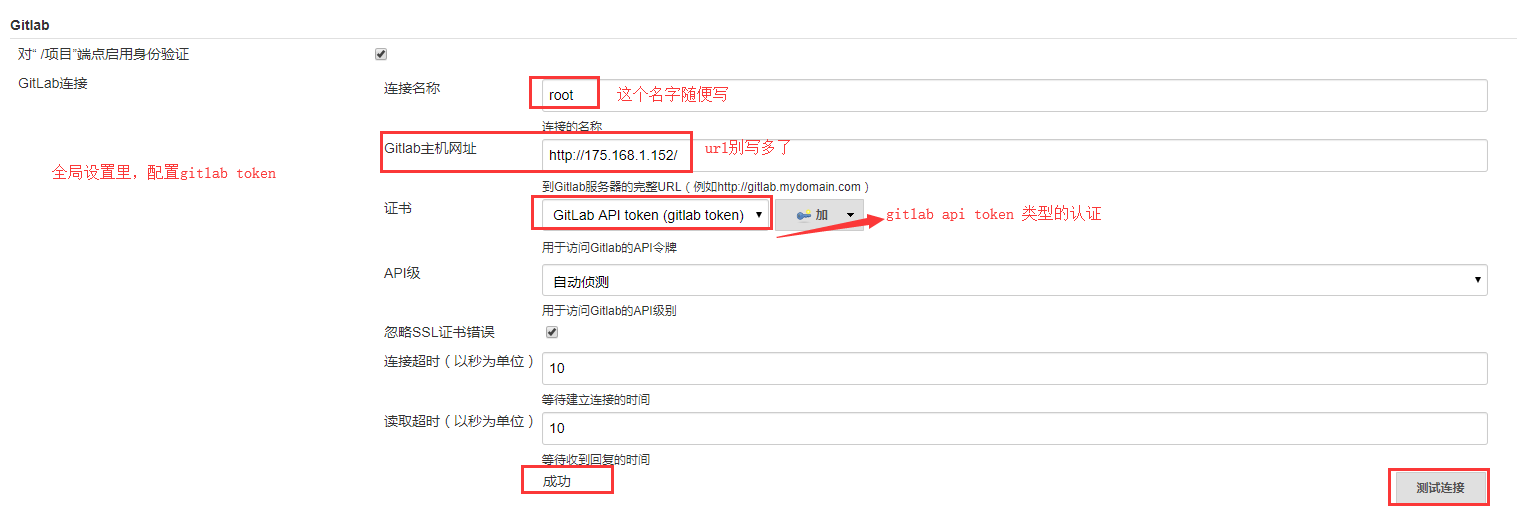 Gitlab
对“ /项目”端点启用身份验证
GitLab连接
连接名称
root
这个名字随便写
连接的名称
Gitlab主机网址
http://175.168.1.152/
url别写多了
全局设置里，配置gitlab token
到Gitlab服务器的完整URL（例如http://gitlab.mydomain.com）
证书
GitLab API token (gitlab token)
加
gitlab api token 类型的认证
用于访问Gitlab的API令牌
API级
自动侦测
用于访问Gitlab的API级别
忽略SSL证书错误
连接超时（以秒为单位）
10
等待建立连接的时间
读取超时（以秒为单位）
10
等待收到回复的时间
成功
测试连接